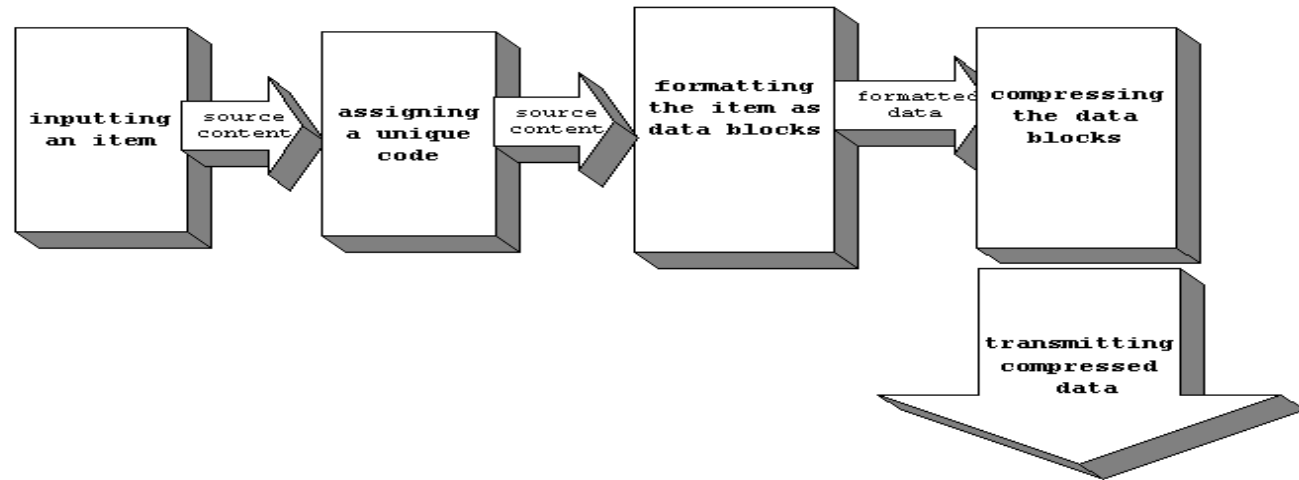 inputting
an item
source
content
assigning
a unique
code
source
content
formatting
the item as
data blocks
formatted
data
compressing
the data
blocks
transmitting
compressed
data